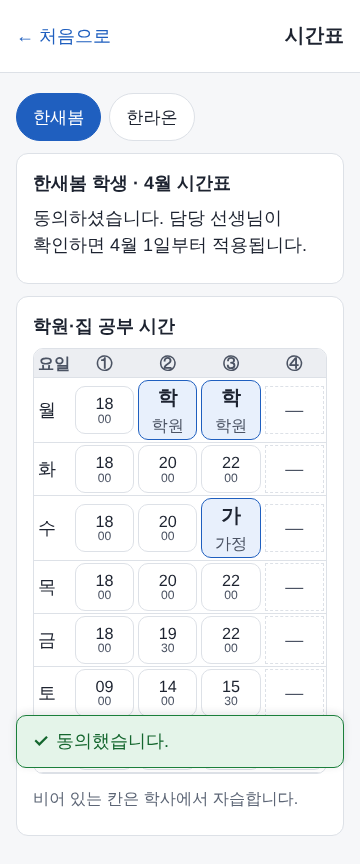 ← 처음으로
시간표
한새봄 한라온
한새봄 학생 · 4월 시간표
동의하셨습니다. 담당 선생님이
확인하면 4월 1일부터 적용됩니다.
학원·집 공부 시간
요일 ① ② ③ ④
월 18 00 학 학원 학 학원 —
화 18 00 20 00 22 00 —
수 18 00 20 00 가 가정 —
목 18 00 20 00 22 00 —
금 18 00 19 30 22 00 —
토 09 00 14 00 15 30 —
✓ 동의했습니다.
비어 있는 칸은 학사에서 자습합니다.